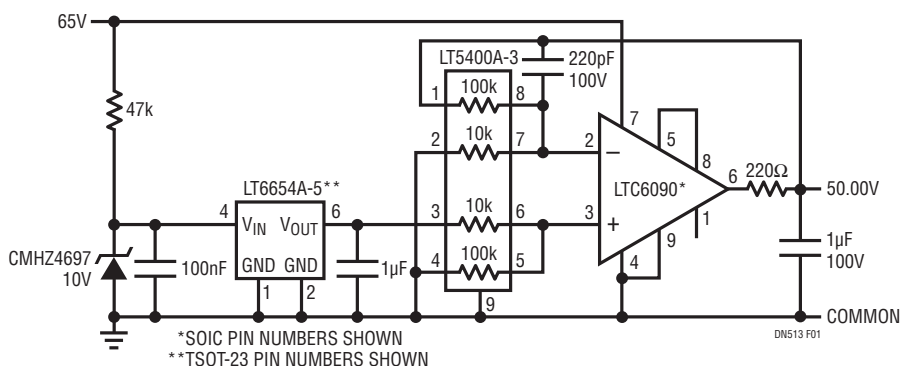 65V
LT5400A-3
220pF
100V
1
100k
8
7
47k
5
2
10k
7
2
−
8
6
220Ω
LT6654A-5**
LTC6090*
50.00V
4
V_IN
V_OUT
6
3
10k
6
3
+
1
9
CMHZ4697
10V
100nF
GND
GND
1µF
4
100k
5
4
1µF
100V
1
2
9
COMMON
*SOIC PIN NUMBERS SHOWN
**TSOT-23 PIN NUMBERS SHOWN
DN513 F01